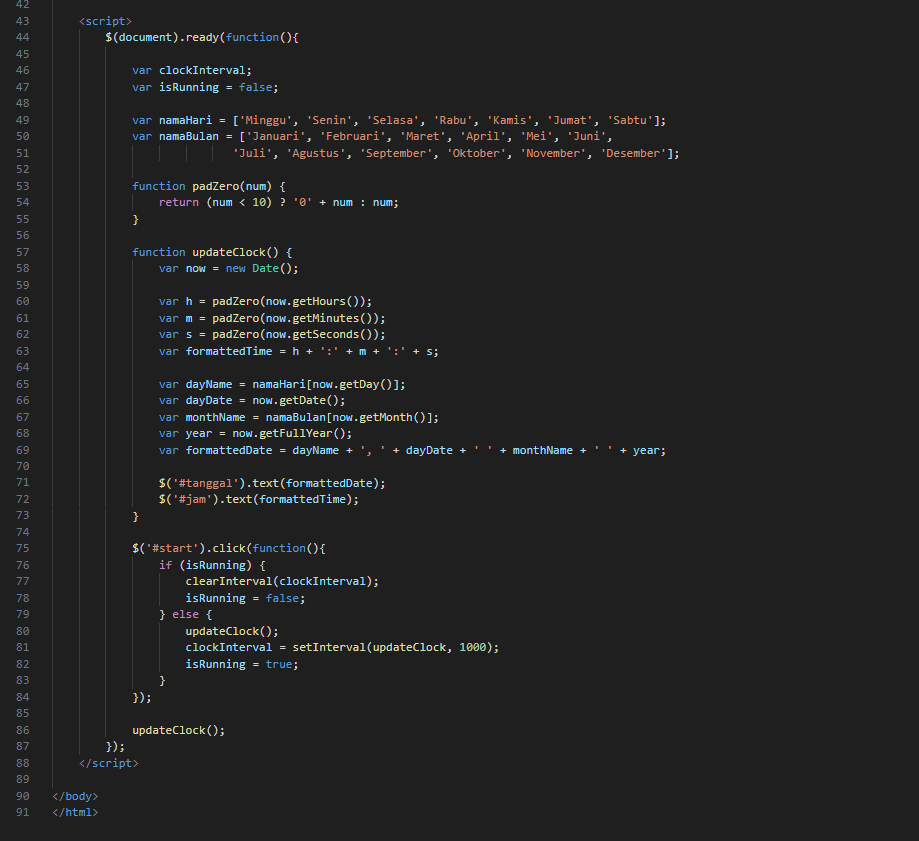 42
43 <script>
44 $(document).ready(function(){
45
46 var clockInterval;
47 var isRunning = false;
48
49 var namaHari = ['Minggu', 'Senin', 'Selasa', 'Rabu', 'Kamis', 'Jumat', 'Sabtu'];
50 var namaBulan = ['Januari', 'Februari', 'Maret', 'April', 'Mei', 'Juni',
51 'Juli', 'Agustus', 'September', 'Oktober', 'November', 'Desember'];
52
53 function padZero(num) {
54 return (num < 10) ? '0' + num : num;
55 }
56
57 function updateClock() {
58 var now = new Date();
59
60 var h = padZero(now.getHours());
61 var m = padZero(now.getMinutes());
62 var s = padZero(now.getSeconds());
63 var formattedTime = h + ':' + m + ':' + s;
64
65 var dayName = namaHari[now.getDay()];
66 var dayDate = now.getDate();
67 var monthName = namaBulan[now.getMonth()];
68 var year = now.getFullYear();
69 var formattedDate = dayName + ', ' + dayDate + ' ' + monthName + ' ' + year;
70
71 $('#tanggal').text(formattedDate);
72 $('#jam').text(formattedTime);
73 }
74
75 $('#start').click(function(){
76 if (isRunning) {
77 clearInterval(clockInterval);
78 isRunning = false;
79 } else {
80 updateClock();
81 clockInterval = setInterval(updateClock, 1000);
82 isRunning = true;
83 }
84 });
85
86 updateClock();
87 });
88 </script>
89
90 </body>
91 </html>